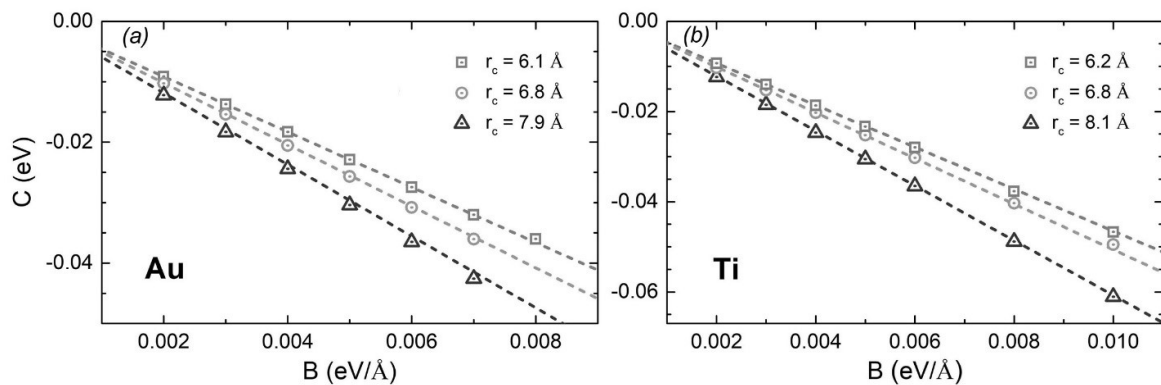 (a)
r_c = 6.1 Å
r_c = 6.8 Å
r_c = 7.9 Å
0.00
-0.02
-0.04
C (eV)
Au
0.002
0.004
0.006
0.008
B (eV/Å)
(b)
r_c = 6.2 Å
r_c = 6.8 Å
r_c = 8.1 Å
0.00
-0.02
-0.04
-0.06
Ti
0.002
0.004
0.006
0.008
0.010
B (eV/Å)